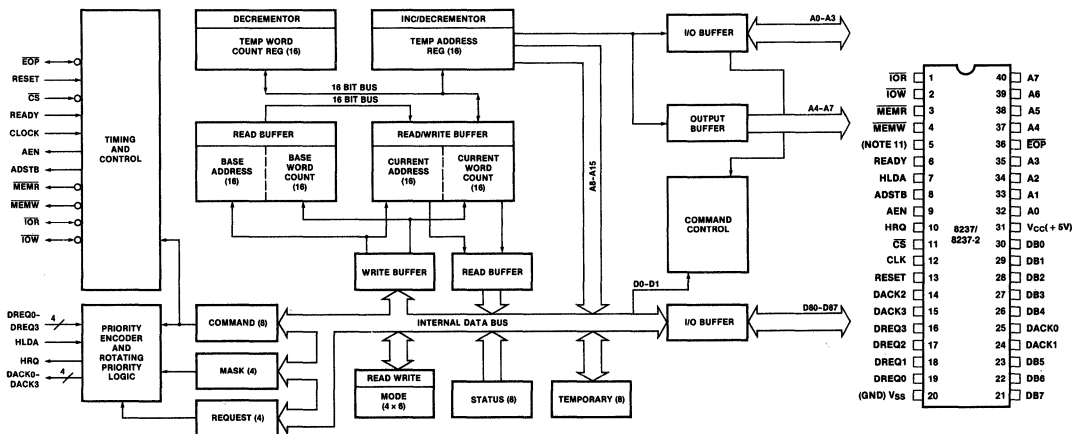 DECREMENTOR
TEMP WORD
COUNT REG (16)
INC/DECREMENTOR
TEMP ADDRESS
REG (16)
I/O BUFFER
A0–A3
EOP
RESET
CS
READY
CLOCK
AEN
ADSTB
MEMR
MEMW
IOR
IOW
TIMING
AND
CONTROL
16 BIT BUS
16 BIT BUS
READ BUFFER
BASE
ADDRESS
(16)
BASE
WORD
COUNT
(16)
READ/WRITE BUFFER
CURRENT
ADDRESS
(16)
CURRENT
WORD
COUNT
(16)
A8–A15
OUTPUT
BUFFER
A4–A7
COMMAND
CONTROL
WRITE BUFFER
READ BUFFER
D0–D1
DREQ0–
DREQ3
4
HLDA
HRQ
DACK0–
DACK3
4
PRIORITY
ENCODER
AND
ROTATING
PRIORITY
LOGIC
COMMAND (8)
MASK (4)
REQUEST (4)
INTERNAL DATA BUS
I/O BUFFER
DB0–DB7
READ WRITE
MODE
(4 × 6)
STATUS (8)
TEMPORARY (8)
IOR 1 40 A7
IOW 2 39 A6
MEMR 3 38 A5
MEMW 4 37 A4
(NOTE 11) 5 36 EOP
READY 6 35 A3
HLDA 7 34 A2
ADSTB 8 33 A1
AEN 9 32 A0
HRQ 10 31 VCC(+5V)
8237/
8237-2
CS 11 30 DB0
CLK 12 29 DB1
RESET 13 28 DB2
DACK2 14 27 DB3
DACK3 15 26 DB4
DREQ3 16 25 DACK0
DREQ2 17 24 DACK1
DREQ1 18 23 DB5
DREQ0 19 22 DB6
(GND) VSS 20 21 DB7